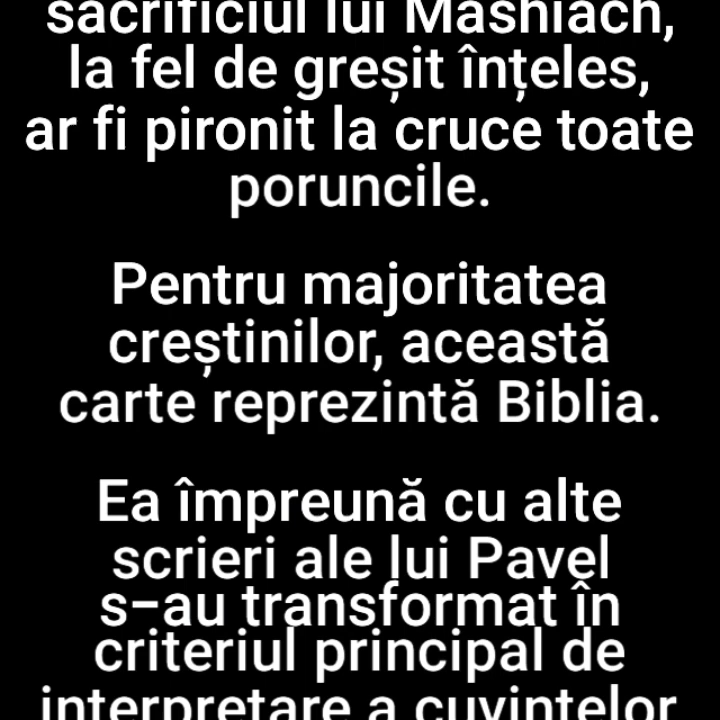 sacrificiul lui Mashiach,
la fel de greșit înțeles,
ar fi pironit la cruce toate
poruncile.
Pentru majoritatea
creștinilor, această
carte reprezintă Biblia.
Ea împreună cu alte
scrieri ale lui Pavel
s-au transformat în
criteriul principal de
interpretare a cuvintelor